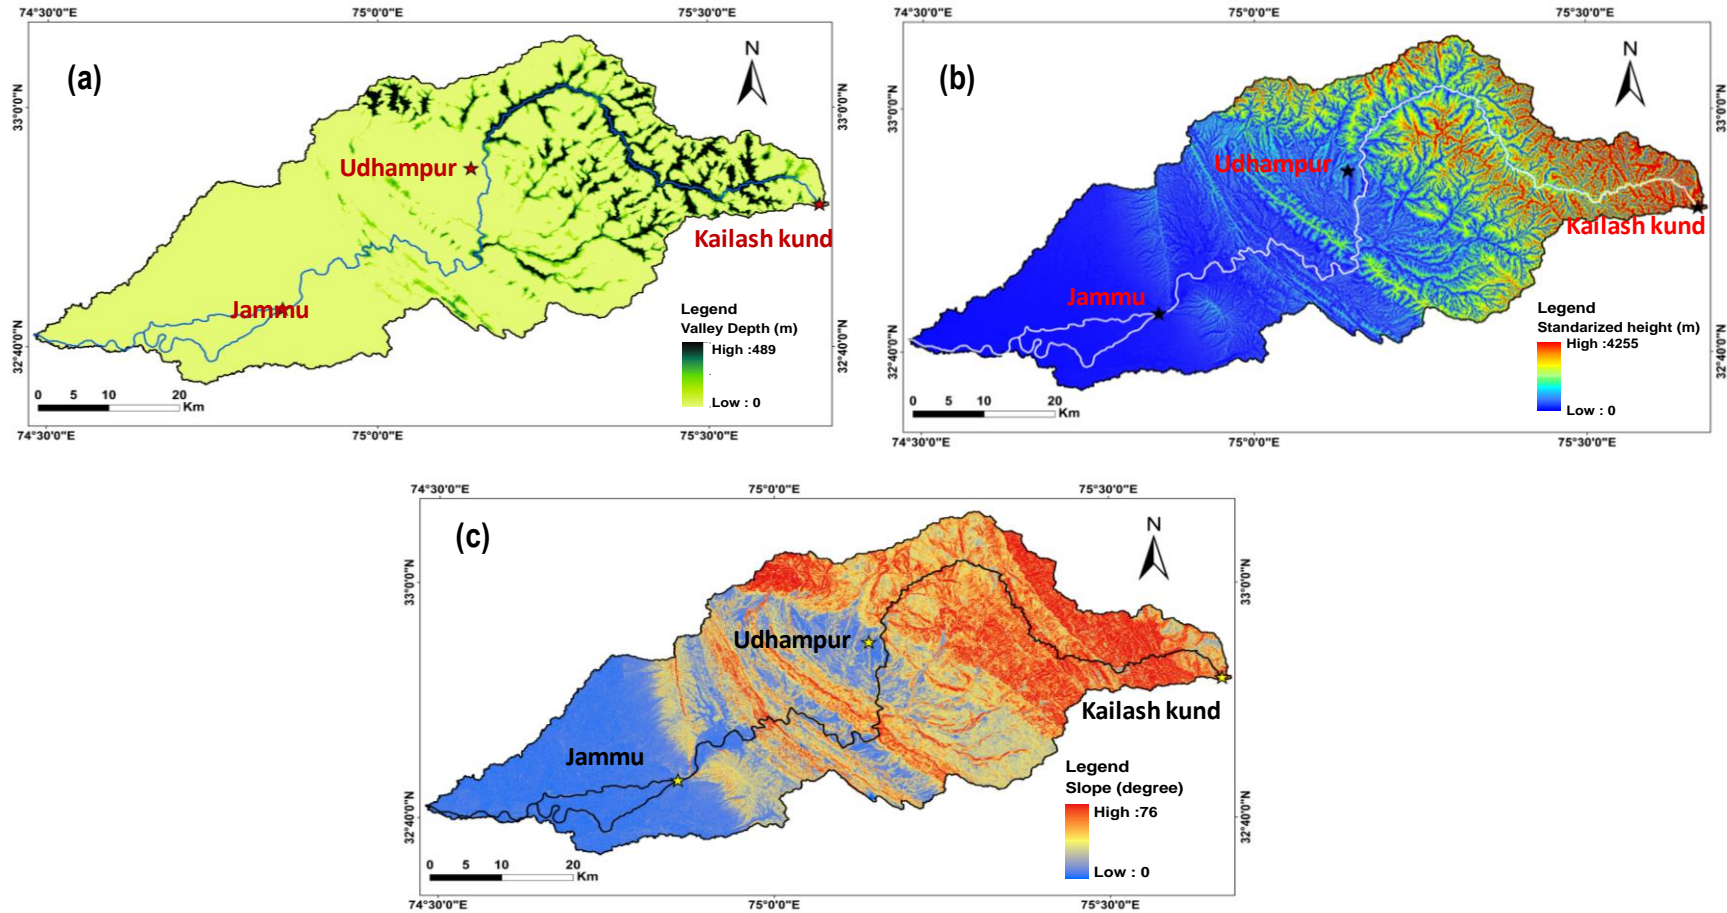 74°30'0"E 75°0'0"E 75°30'0"E
(a)
N
33°0'0"N
33°0'0"N
Udhampur
Kailash kund
Jammu
32°40'0"N
32°40'0"N
Legend
Valley Depth (m)
High :489
Low : 0
0 5 10 20
Km
74°30'0"E 75°0'0"E 75°30'0"E
74°30'0"E 75°0'0"E 75°30'0"E
(b)
N
33°0'0"N
33°0'0"N
Udhampur
Kailash kund
Jammu
32°40'0"N
32°40'0"N
Legend
Standarized height (m)
High :4255
Low : 0
0 5 10 20
Km
74°30'0"E 75°0'0"E 75°30'0"E
74°30'0"E 75°0'0"E 75°30'0"E
(c)
N
33°0'0"N
33°0'0"N
Udhampur
Kailash kund
Jammu
32°40'0"N
32°40'0"N
Legend
Slope (degree)
High :76
Low : 0
0 5 10 20
Km
74°30'0"E 75°0'0"E 75°30'0"E